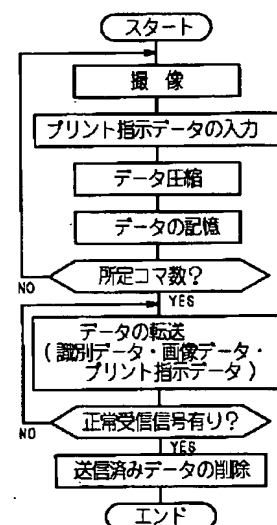 スタート
撮 像
プリント指示データの入力
データ圧縮
データの記憶
所定コマ数?
NO
YES
データの転送
(識別データ・画像データ・
プリント指示データ)
正常受信信号有り?
NO
YES
送信済みデータの削除
エンド